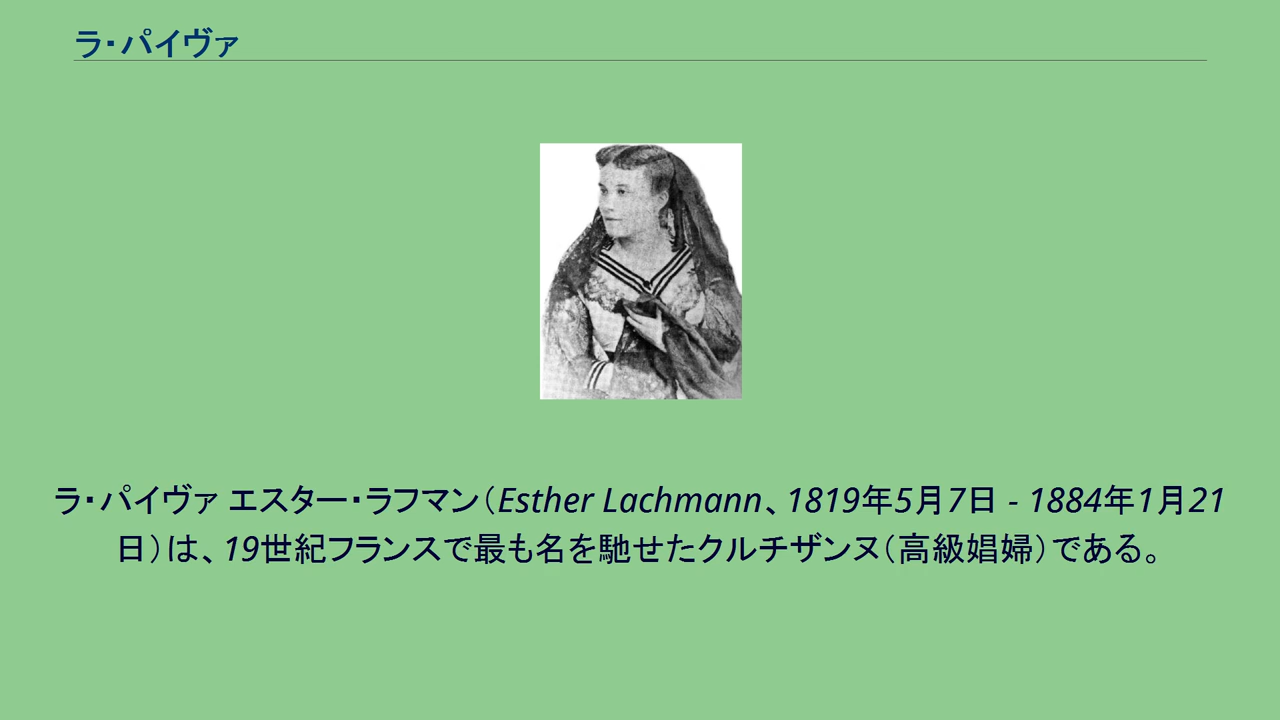 ラ・パイヴァ
ラ・パイヴァ エスター・ラフマン（Esther Lachmann、1819年5月7日 - 1884年1月21
日）は、19世紀フランスで最も名を馳せたクルチザンヌ（高級娼婦）である。